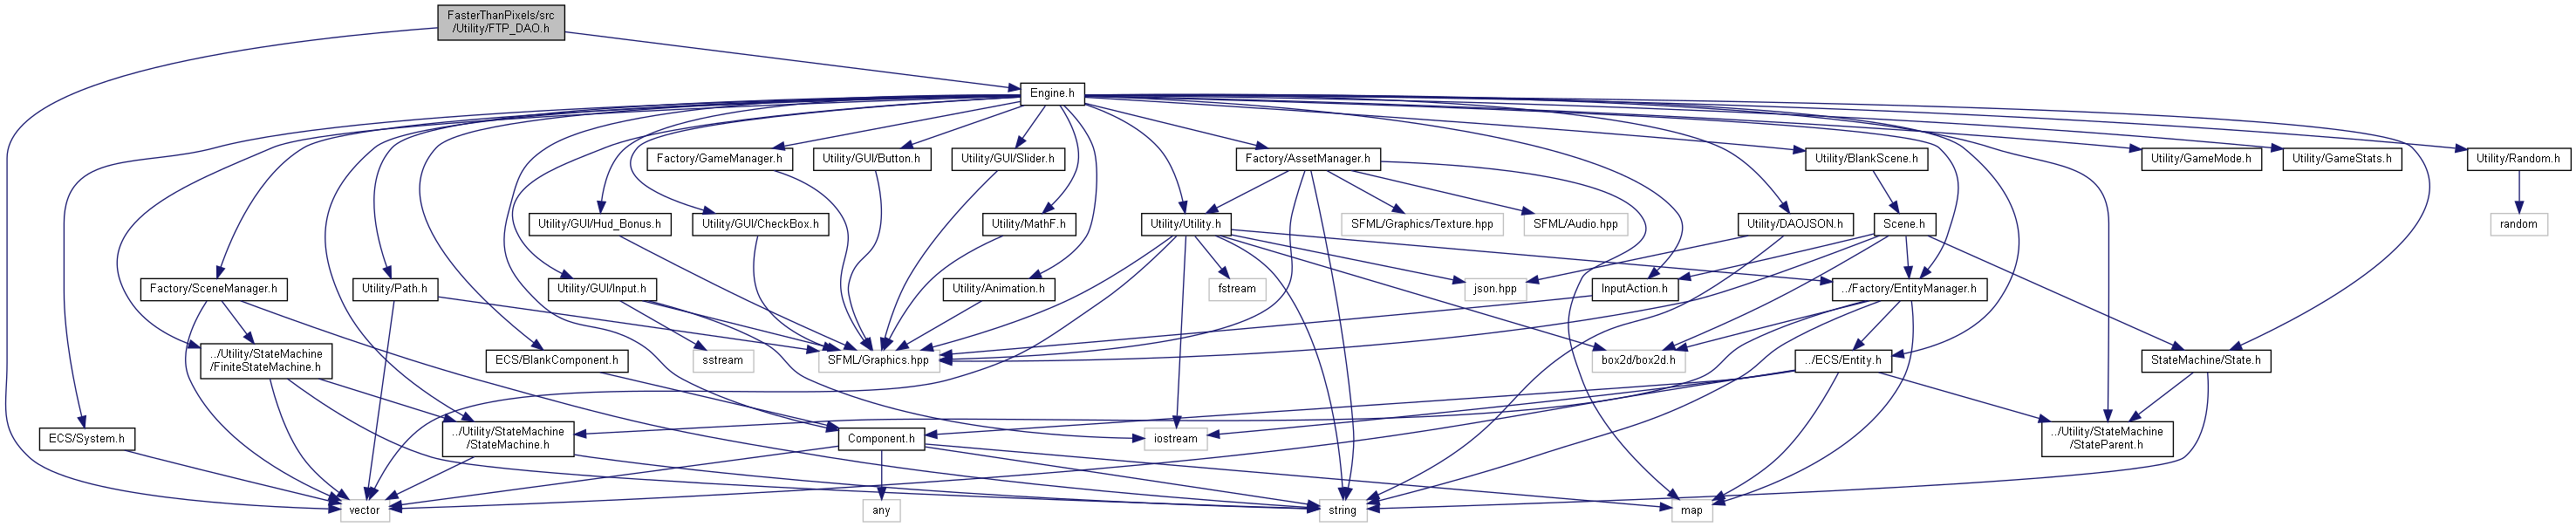 FasterThanPixels/src
/Utility/FTP_DAO.h
Engine.h
Factory/GameManager.h
Utility/GUI/Button.h
Utility/GUI/Slider.h
Factory/AssetManager.h
Utility/BlankScene.h
Utility/GameMode.h
Utility/GameStats.h
Utility/Random.h
Utility/GUI/Hud_Bonus.h
Utility/GUI/CheckBox.h
Utility/MathF.h
Utility/Utility.h
SFML/Graphics/Texture.hpp
SFML/Audio.hpp
Utility/DAOJSON.h
Scene.h
random
Factory/SceneManager.h
Utility/Path.h
Utility/GUI/Input.h
Utility/Animation.h
fstream
json.hpp
InputAction.h
../Factory/EntityManager.h
../Utility/StateMachine
/FiniteStateMachine.h
ECS/BlankComponent.h
sstream
SFML/Graphics.hpp
box2d/box2d.h
../ECS/Entity.h
StateMachine/State.h
ECS/System.h
../Utility/StateMachine
/StateMachine.h
Component.h
iostream
../Utility/StateMachine
/StateParent.h
vector
any
string
map